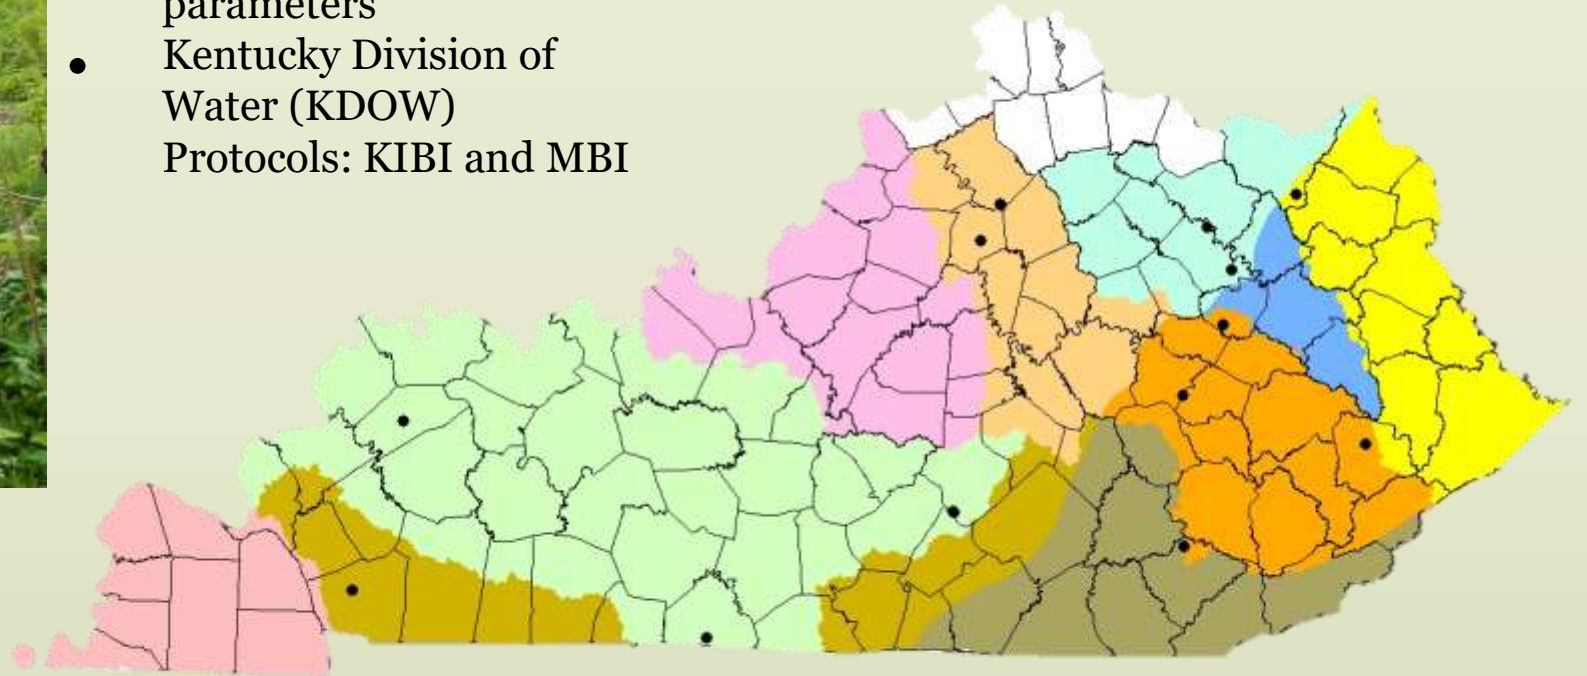 parameters
• Kentucky Division of
Water (KDOW)
Protocols: KIBI and MBI